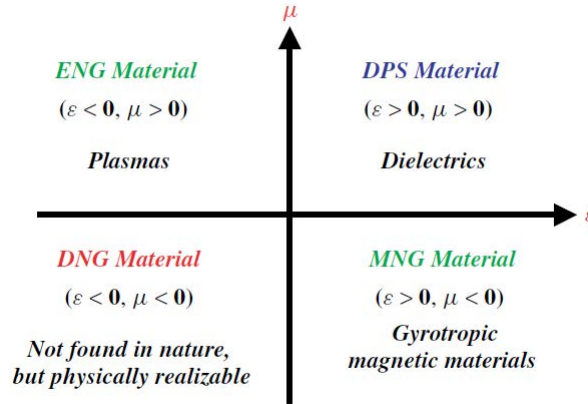 μ
ENG Material
DPS Material
(ε < 0, μ > 0)
(ε > 0, μ > 0)
Plasmas
Dielectrics
ε
DNG Material
MNG Material
(ε < 0, μ < 0)
(ε > 0, μ < 0)
Not found in nature,
but physically realizable
Gyrotropic
magnetic materials